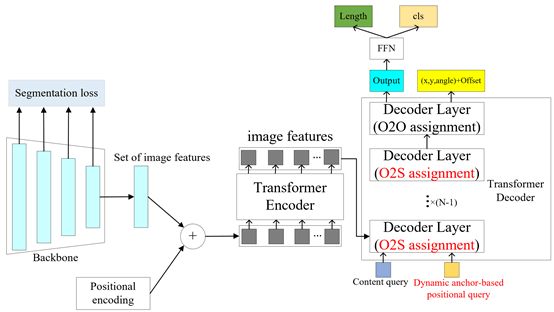 Length
cls
FFN
Output
(x,y,angle)+Offset
Segmentation loss
Set of image features
Backbone
Positional
encoding
+
image features
...
Transformer
Encoder
...
Decoder Layer
(O2O assignment)
Decoder Layer
(O2S assignment)
⋮×(N-1)
Transformer
Decoder
Decoder Layer
(O2S assignment)
Content query
Dynamic anchor-based
positional query